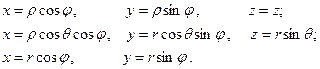 x = ρ cos φ, y = ρ sin φ, z = z;
x = ρ cos θ cos φ, y = r cos θ sin φ, z = r sin θ;
x = r cos φ, y = r sin φ.